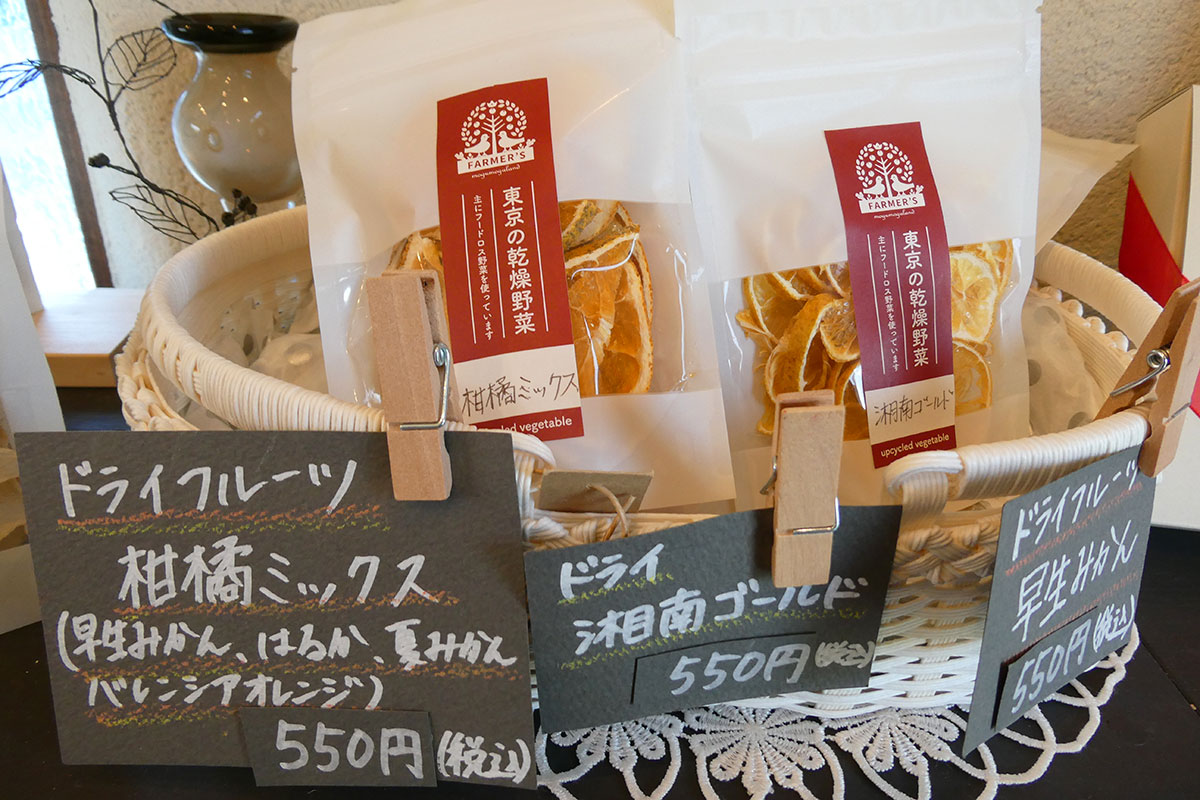 FARMER'S
moyamoyaland
東京の乾燥野菜
主にフードロス野菜を使っています
柑橘ミックス
upcycled vegetable
FARMER'S
moyamoyaland
東京の乾燥野菜
主にフードロス野菜を使っています
湘南ゴールド
upcycled vegetable
ドライフルーツ
柑橘ミックス
(早生みかん、はるか、夏みかん
バレンシアオレンジ)
550円(税込)
ドライ
湘南ゴールド
550円(税込)
ドライフルーツ
早生みかん
550円(税込)